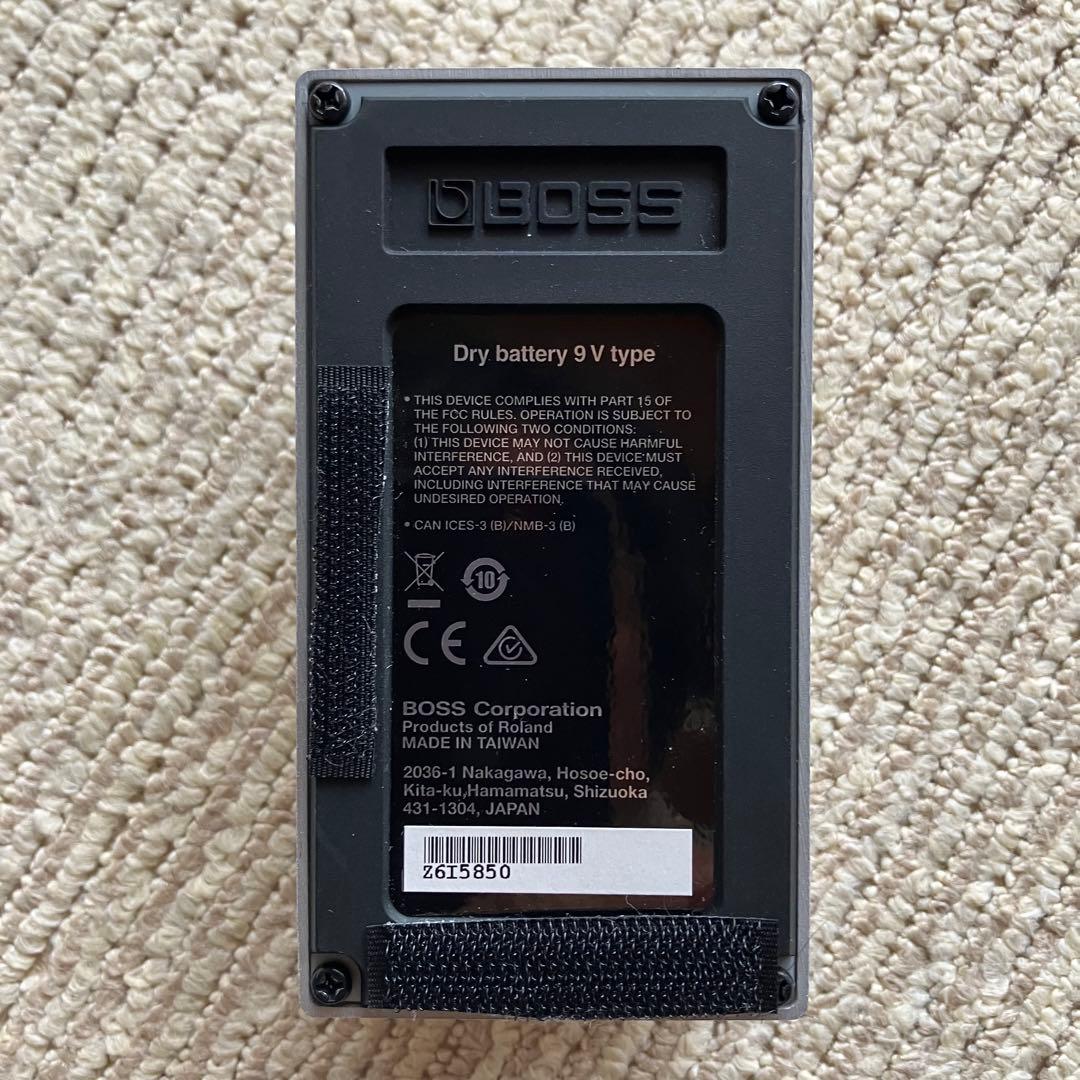 BOSS
Dry battery 9 V type
• THIS DEVICE COMPLIES WITH PART 15 OF
THE FCC RULES. OPERATION IS SUBJECT TO
THE FOLLOWING TWO CONDITIONS:
(1) THIS DEVICE MAY NOT CAUSE HARMFUL
INTERFERENCE, AND (2) THIS DEVICE MUST
ACCEPT ANY INTERFERENCE RECEIVED,
INCLUDING INTERFERENCE THAT MAY CAUSE
UNDESIRED OPERATION.
• CAN ICES-3 (B)/NMB-3 (B)
10
CE
BOSS Corporation
Products of Roland
MADE IN TAIWAN
2036-1 Nakagawa, Hosoe-cho,
Kita-ku,Hamamatsu, Shizuoka
431-1304, JAPAN
Z6I5850